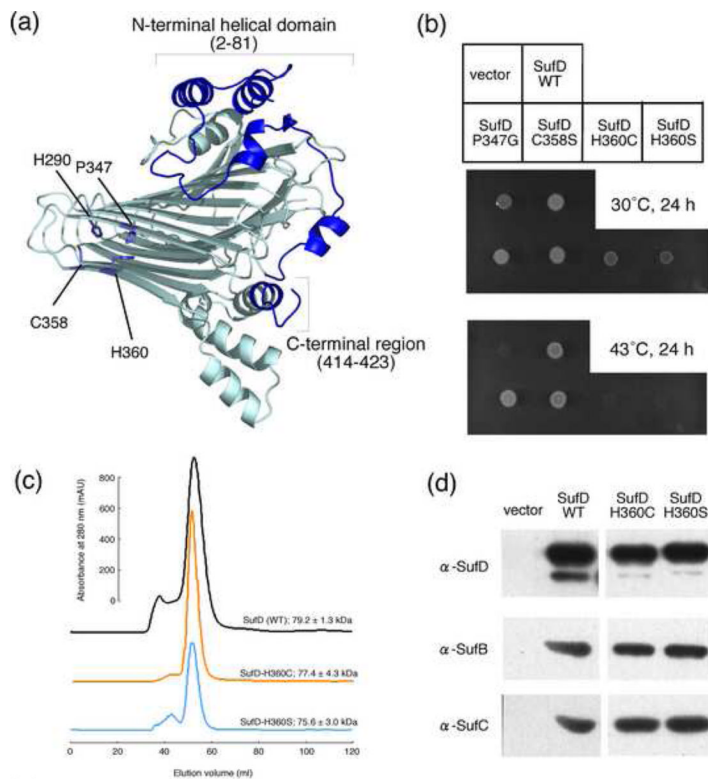 (a)
N-terminal helical domain
(2-81)
H290
P347
C358
H360
C-terminal region
(414-423)
(b)
vector
SufD
WT
SufD
P347G
SufD
C358S
SufD
H360C
SufD
H360S
30˚C, 24 h
43˚C, 24 h
(c)
Absorbance at 280 nm (mAU)
800
600
400
200
0
SufD (WT); 79.2 ± 1.3 kDa
SufD-H360C; 77.4 ± 4.3 kDa
SufD-H360S; 75.6 ± 3.0 kDa
0 20 40 60 80 100 120
Elution volume (ml)
(d)
vector
SufD
WT
SufD
H360C
SufD
H360S
α-SufD
α-SufB
α-SufC